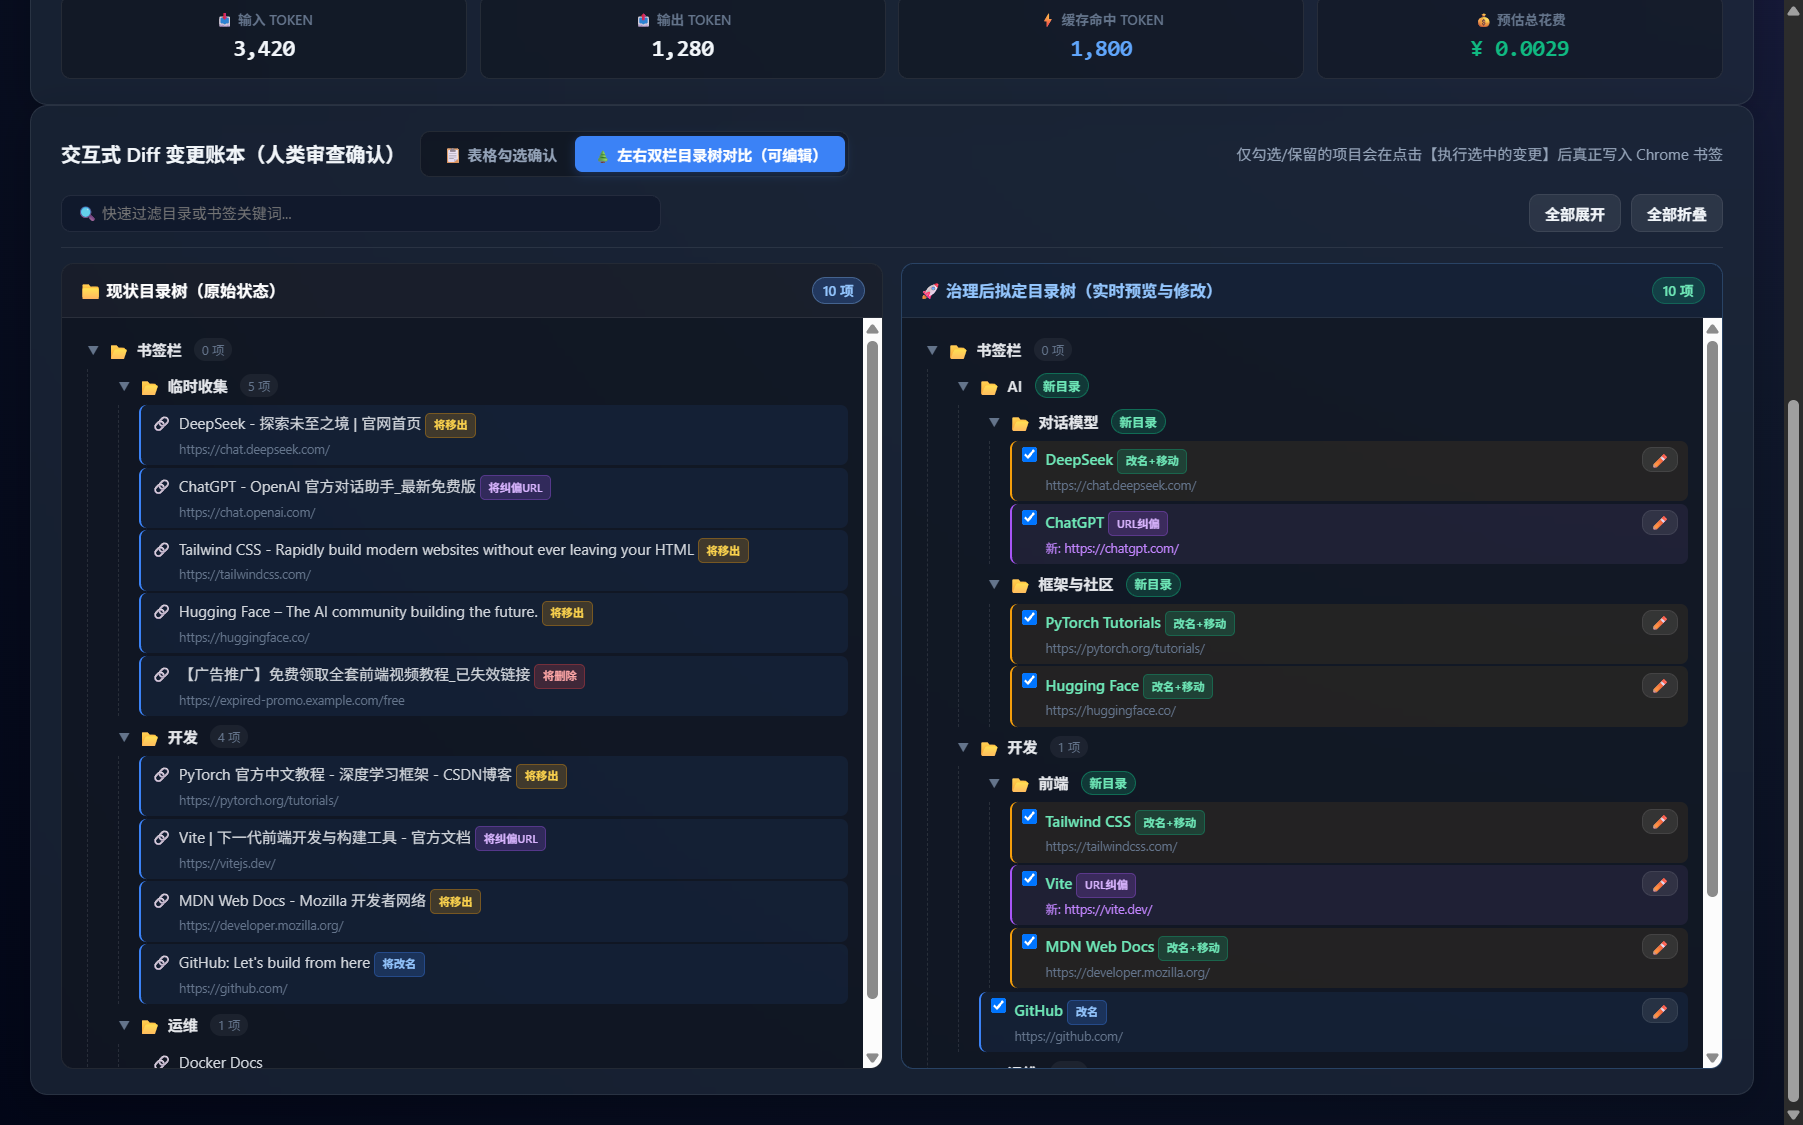 输入 TOKEN
3,420
输出 TOKEN
1,280
缓存命中 TOKEN
1,800
预估总花费
¥ 0.0029
交互式 Diff 变更账本（人类审查确认）
表格勾选确认
左右双栏目录树对比（可编辑）
仅勾选/保留的项目会在点击【执行选中的变更】后真正写入 Chrome 书签
快速过滤目录或书签关键词...
全部展开
全部折叠
现状目录树（原始状态）
10 项
书签栏 0 项
临时收集 5 项
DeepSeek - 探索未至之境 | 官网首页 将移出
https://chat.deepseek.com/
ChatGPT - OpenAI 官方对话助手_最新免费版 将纠偏URL
https://chat.openai.com/
Tailwind CSS - Rapidly build modern websites without ever leaving your HTML 将移出
https://tailwindcss.com/
Hugging Face – The AI community building the future. 将移出
https://huggingface.co/
【广告推广】免费领取全套前端视频教程_已失效链接 将删除
https://expired-promo.example.com/free
开发 4 项
PyTorch 官方中文教程 - 深度学习框架 - CSDN博客 将移出
https://pytorch.org/tutorials/
Vite | 下一代前端开发与构建工具 - 官方文档 将纠偏URL
https://vitejs.dev/
MDN Web Docs - Mozilla 开发者网络 将移出
https://developer.mozilla.org/
GitHub: Let's build from here 将改名
https://github.com/
运维 1 项
Docker Docs
治理后拟定目录树（实时预览与修改）
10 项
书签栏 0 项
AI 新目录
对话模型 新目录
DeepSeek 改名+移动
https://chat.deepseek.com/
ChatGPT URL纠偏
新: https://chatgpt.com/
框架与社区 新目录
PyTorch Tutorials 改名+移动
https://pytorch.org/tutorials/
Hugging Face 改名+移动
https://huggingface.co/
开发 1 项
前端 新目录
Tailwind CSS 改名+移动
https://tailwindcss.com/
Vite URL纠偏
新: https://vite.dev/
MDN Web Docs 改名+移动
https://developer.mozilla.org/
GitHub 改名
https://github.com/